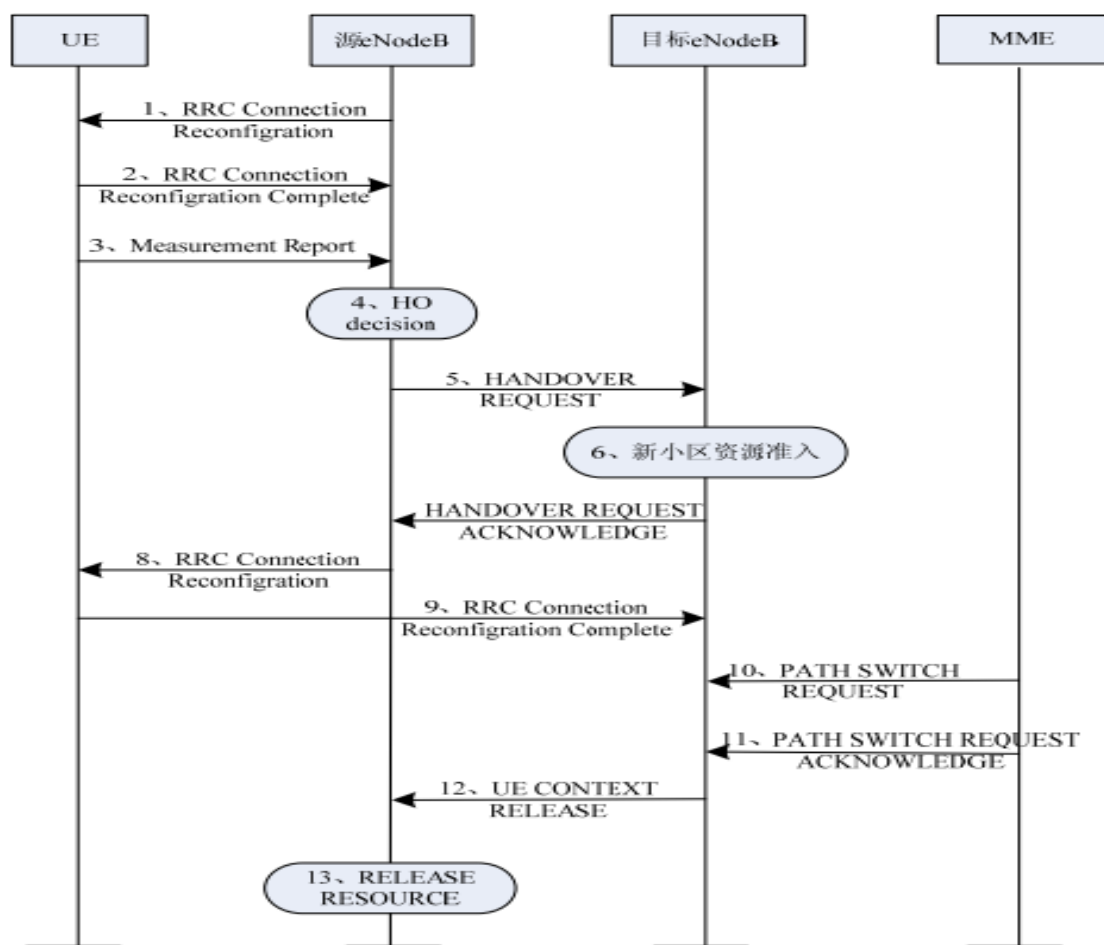 UE
源eNodeB
目标eNodeB
MME
1、RRC Connection
Reconfigration
2、RRC Connection
Reconfigration Complete
3、Measurement Report
4、HO
decision
5、HANDOVER
REQUEST
6、新小区资源准入
HANDOVER REQUEST
ACKNOWLEDGE
8、RRC Connection
Reconfigration
9、RRC Connection
Reconfigration Complete
10、PATH SWITCH
REQUEST
11、PATH SWITCH REQUEST
ACKNOWLEDGE
12、UE CONTEXT
RELEASE
13、RELEASE
RESOURCE